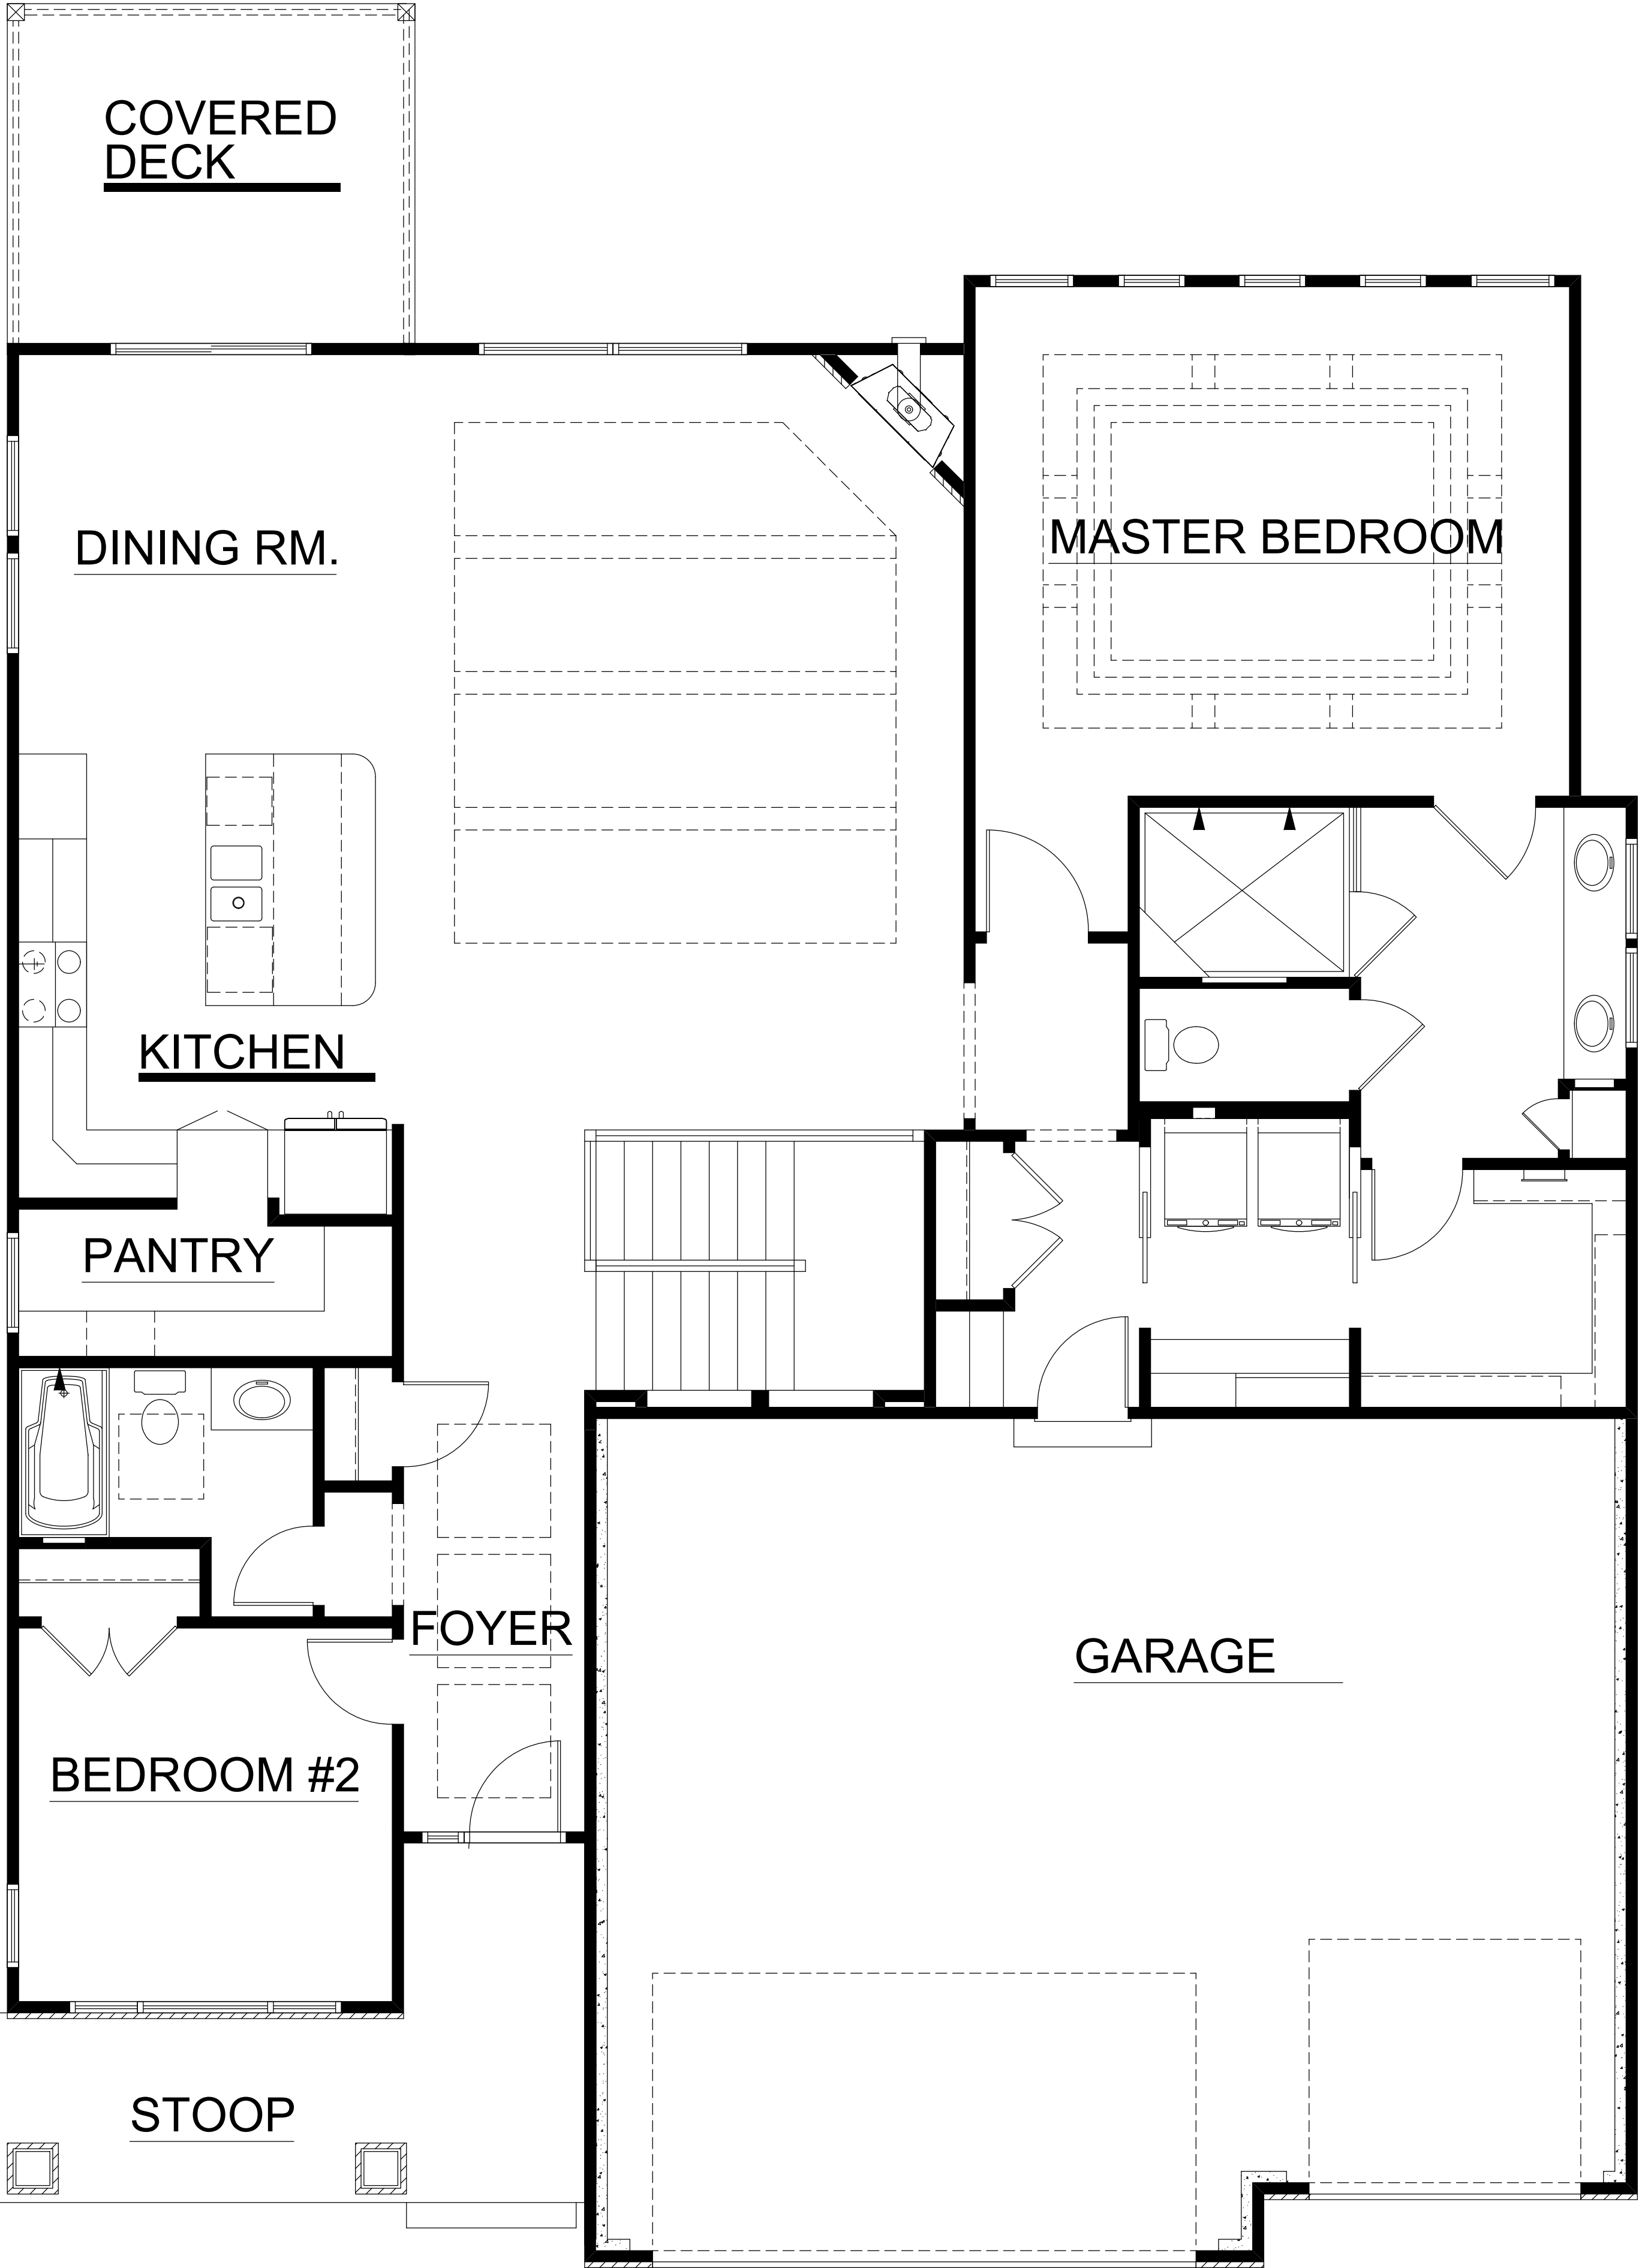 COVERED
DECK
DINING RM.
MASTER BEDROOM
KITCHEN
PANTRY
FOYER
GARAGE
BEDROOM #2
STOOP